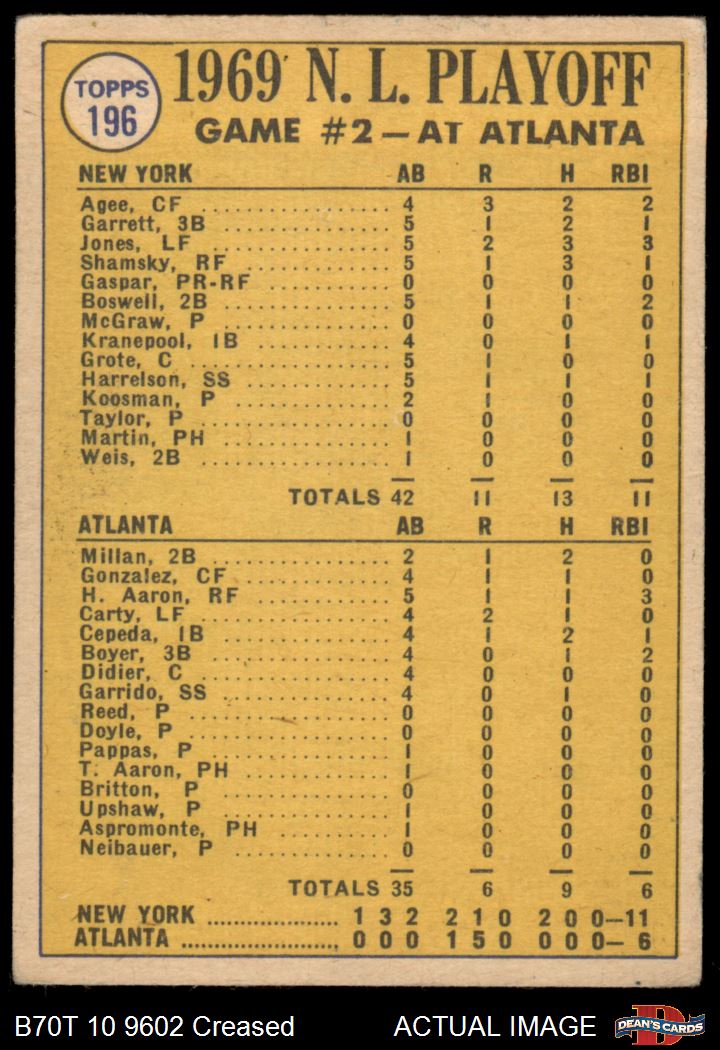 TOPPS
196
1969 N. L. PLAYOFF
GAME #2—AT ATLANTA
NEW YORK AB R H RBI
Agee, CF 4 3 2 2
Garrett, 3B 5 1 2 1
Jones, LF 5 2 3 3
Shamsky, RF 5 1 3 1
Gaspar, PR-RF 0 0 0 0
Boswell, 2B 5 1 1 2
McGraw, P 0 0 0 0
Kranepool, 1B 4 0 1 1
Grote, C 5 1 0 0
Harrelson, SS 5 1 1 1
Koosman, P 2 1 0 0
Taylor, P 0 0 0 0
Martin, PH 1 0 0 0
Weis, 2B 1 0 0 0
TOTALS 42 11 13 11
ATLANTA AB R H RBI
Millan, 2B 2 1 2 0
Gonzalez, CF 4 1 1 0
H. Aaron, RF 5 1 1 3
Carty, LF 4 2 1 0
Cepeda, 1B 4 1 2 1
Boyer, 3B 4 0 1 2
Didier, C 4 0 0 0
Garrido, SS 4 0 1 0
Reed, P 0 0 0 0
Doyle, P 0 0 0 0
Pappas, P 1 0 0 0
T. Aaron, PH 1 0 0 0
Britton, P 0 0 0 0
Upshaw, P 1 0 0 0
Aspromonte, PH 1 0 0 0
Neibauer, P 0 0 0 0
TOTALS 35 6 9 6
NEW YORK 1 3 2 2 1 0 2 0 0—11
ATLANTA 0 0 0 1 5 0 0 0 0— 6
B70T 10 9602 Creased ACTUAL IMAGE DEAN'S CARDS